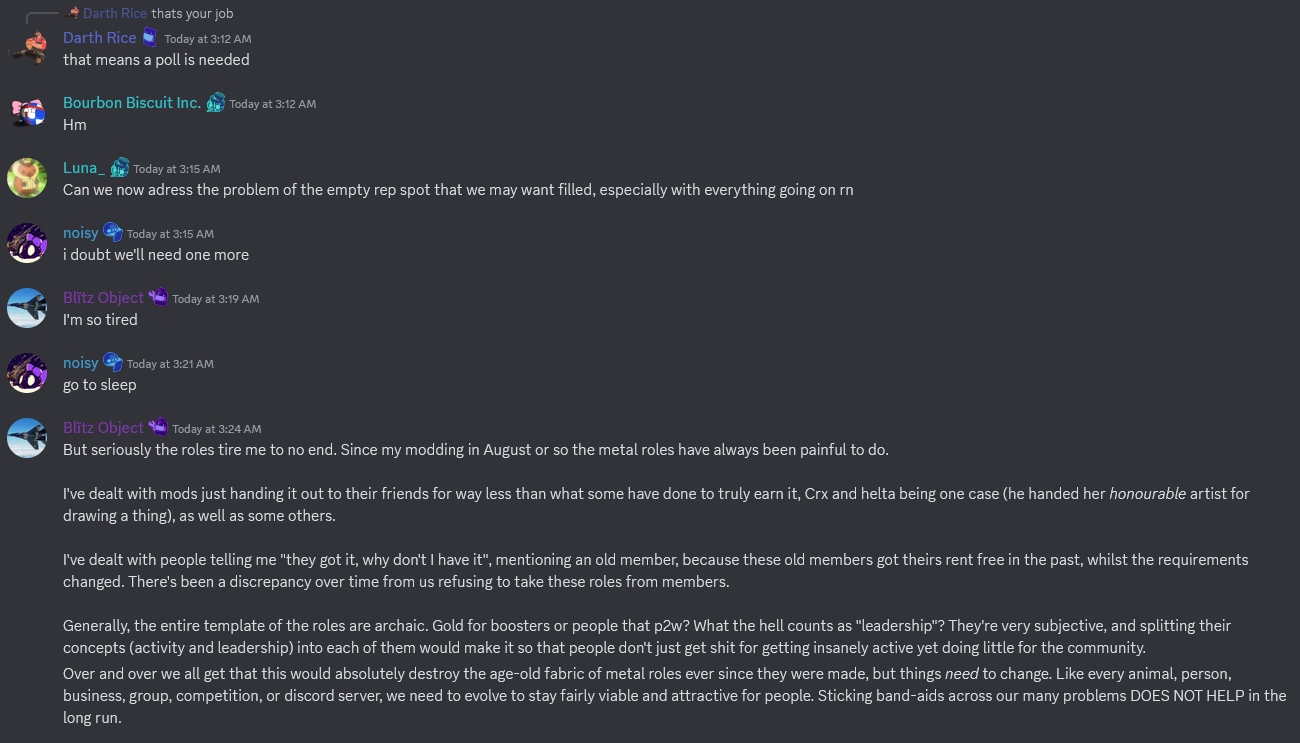 Darth Rice thats your job
Darth Rice Today at 3:12 AM
that means a poll is needed
Bourbon Biscuit Inc. Today at 3:12 AM
Hm
Luna_ Today at 3:15 AM
Can we now adress the problem of the empty rep spot that we may want filled, especially with everything going on rn
noisy Today at 3:15 AM
i doubt we'll need one more
Blïtz Object Today at 3:19 AM
I'm so tired
noisy Today at 3:21 AM
go to sleep
Blïtz Object Today at 3:24 AM
But seriously the roles tire me to no end. Since my modding in August or so the metal roles have always been painful to do.
I've dealt with mods just handing it out to their friends for way less than what some have done to truly earn it, Crx and helta being one case (he handed her honourable artist for
drawing a thing), as well as some others.
I've dealt with people telling me "they got it, why don't I have it", mentioning an old member, because these old members got theirs rent free in the past, whilst the requirements
changed. There's been a discrepancy over time from us refusing to take these roles from members.
Generally, the entire template of the roles are archaic. Gold for boosters or people that p2w? What the hell counts as "leadership"? They're very subjective, and splitting their
concepts (activity and leadership) into each of them would make it so that people don't just get shit for getting insanely active yet doing little for the community.
Over and over we all get that this would absolutely destroy the age-old fabric of metal roles ever since they were made, but things need to change. Like every animal, person,
business, group, competition, or discord server, we need to evolve to stay fairly viable and attractive for people. Sticking band-aids across our many problems DOES NOT HELP in the
long run.